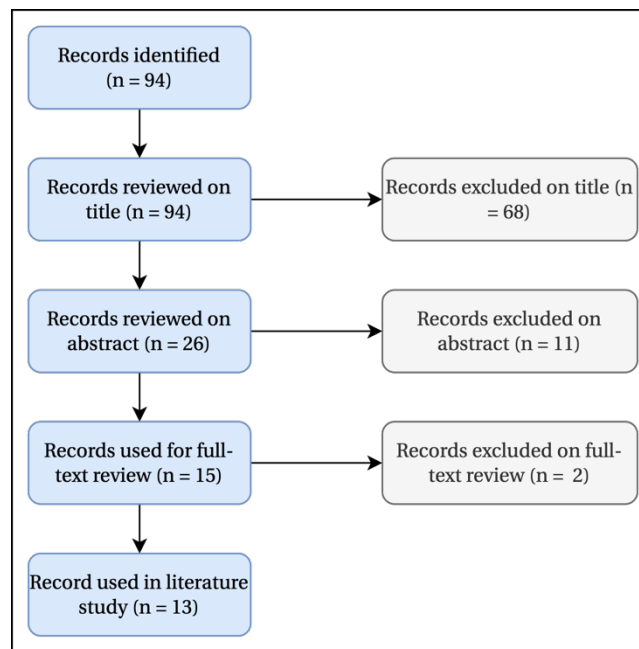 Records identified
(n = 94)
Records reviewed on
title (n = 94)
Records excluded on title (n
= 68)
Records reviewed on
abstract (n = 26)
Records excluded on
abstract (n = 11)
Records used for full-
text review (n = 15)
Records excluded on full-
text review (n =  2)
Record used in literature
study (n = 13)